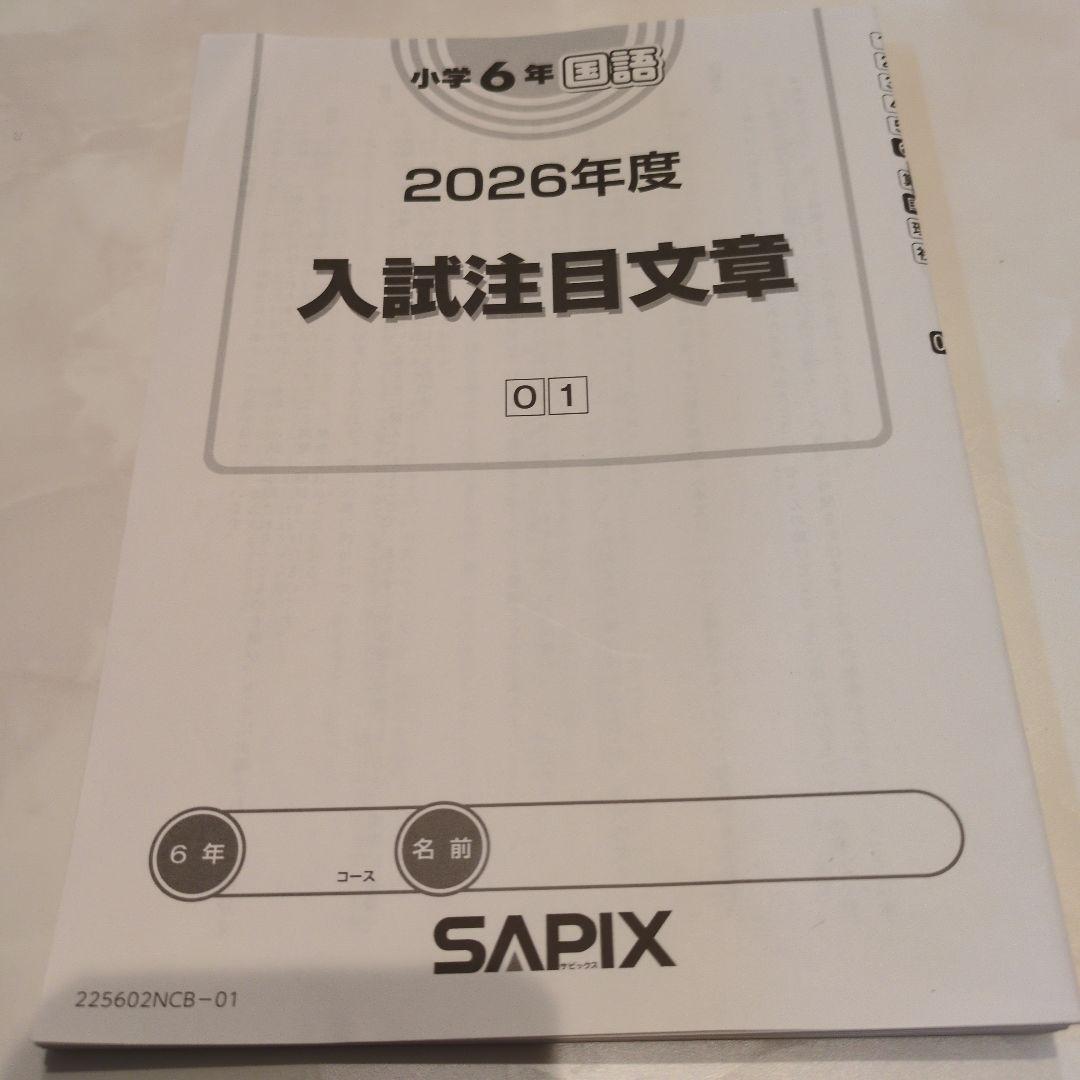 小学6年 国語
2026年度
入試注目文章
01
6年
コース
名前
SAPIX
サピックス
225602NCB-01